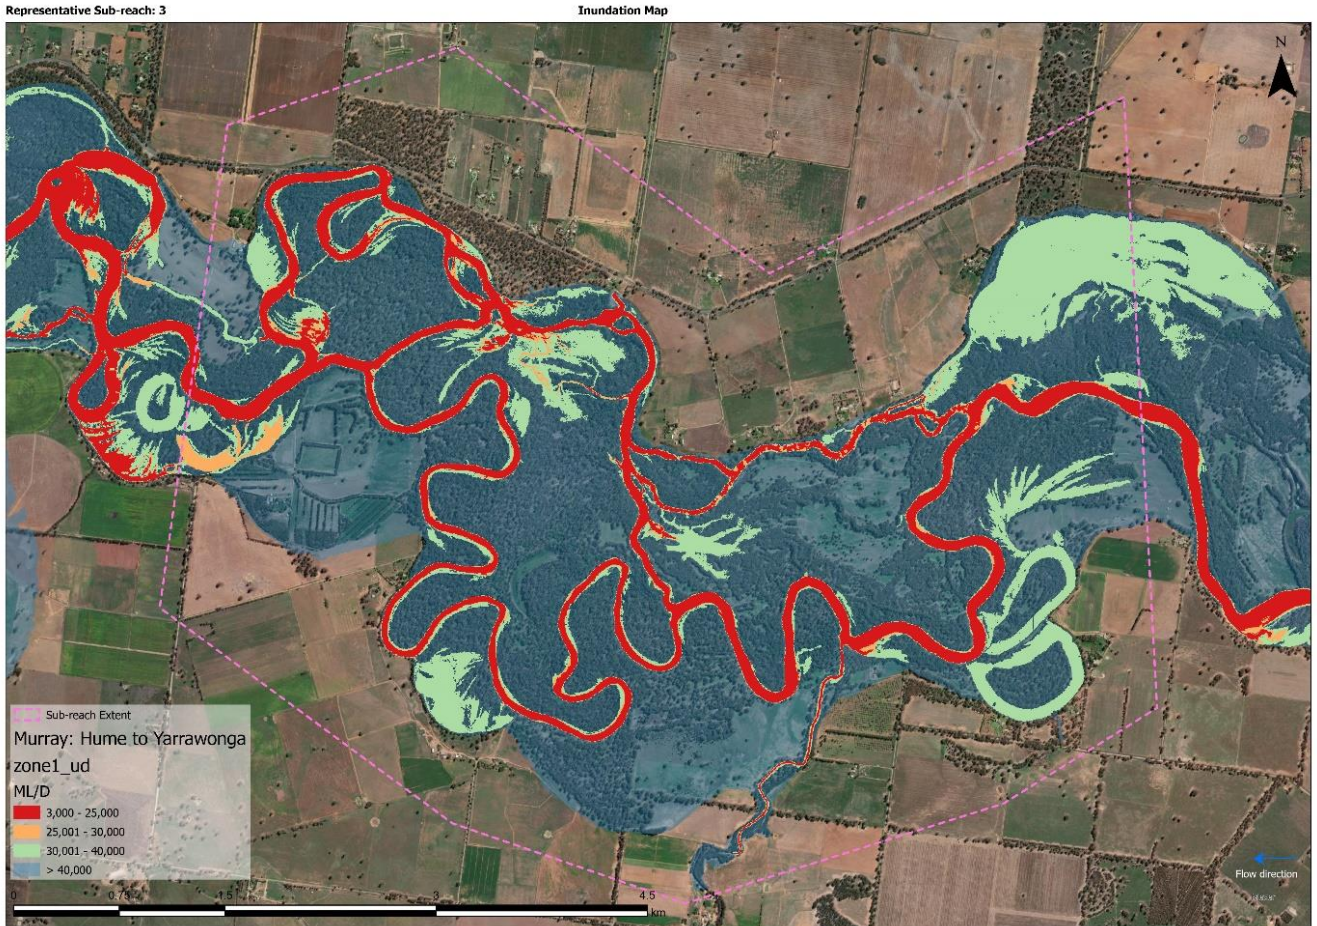 Representative Sub-reach: 3
Inundation Map
N
Sub-reach Extent
Murray: Hume to Yarrawonga
zone1_ud
ML/D
3,000 - 25,000
25,001 - 30,000
30,001 - 40,000
> 40,000
Flow direction
0 0.75 1.5 3 4.5
km